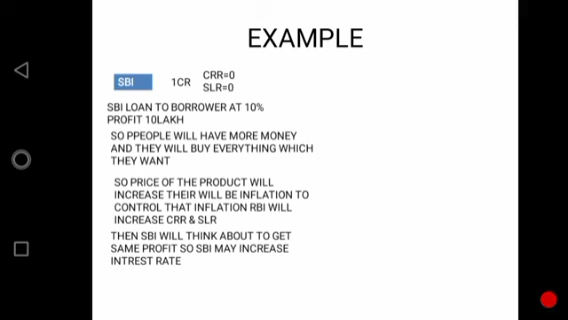 EXAMPLE
SBI 1CR CRR=0
SLR=0
SBI LOAN TO BORROWER AT 10%
PROFIT 10LAKH
SO PPEOPLE WILL HAVE MORE MONEY
AND THEY WILL BUY EVERYTHING WHICH
THEY WANT
SO PRICE OF THE PRODUCT WILL
INCREASE THEIR WILL BE INFLATION TO
CONTROL THAT INFLATION RBI WILL
INCREASE CRR & SLR
THEN SBI WILL THINK ABOUT TO GET
SAME PROFIT SO SBI MAY INCREASE
INTREST RATE